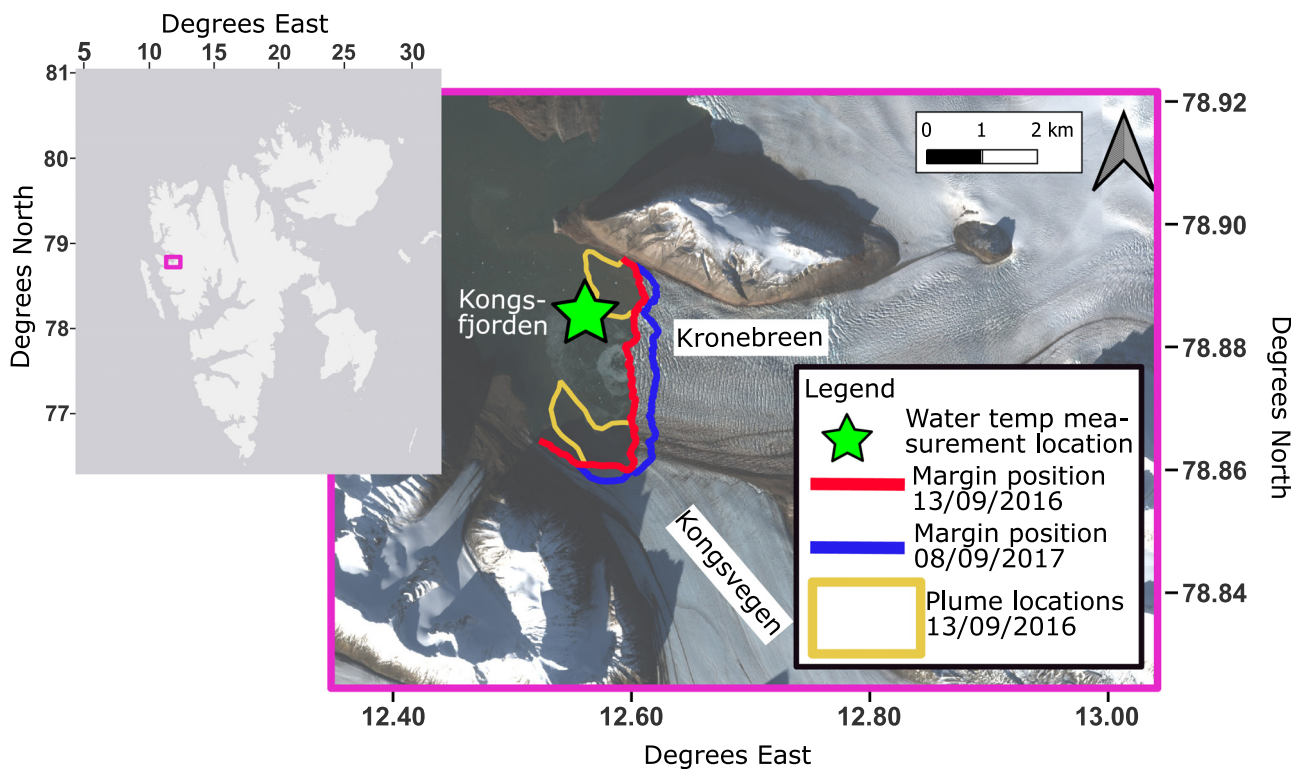 Degrees East
5 10 15 20 25 30
81
80
79
78
77
Degrees North
78.92
78.90
78.88
78.86
78.84
Degrees North
0 1 2 km
Kongs-
fjorden
Kronebreen
Kongsvegen
Legend
Water temp mea-
surement location
Margin position
13/09/2016
Margin position
08/09/2017
Plume locations
13/09/2016
12.40 12.60 12.80 13.00
Degrees East